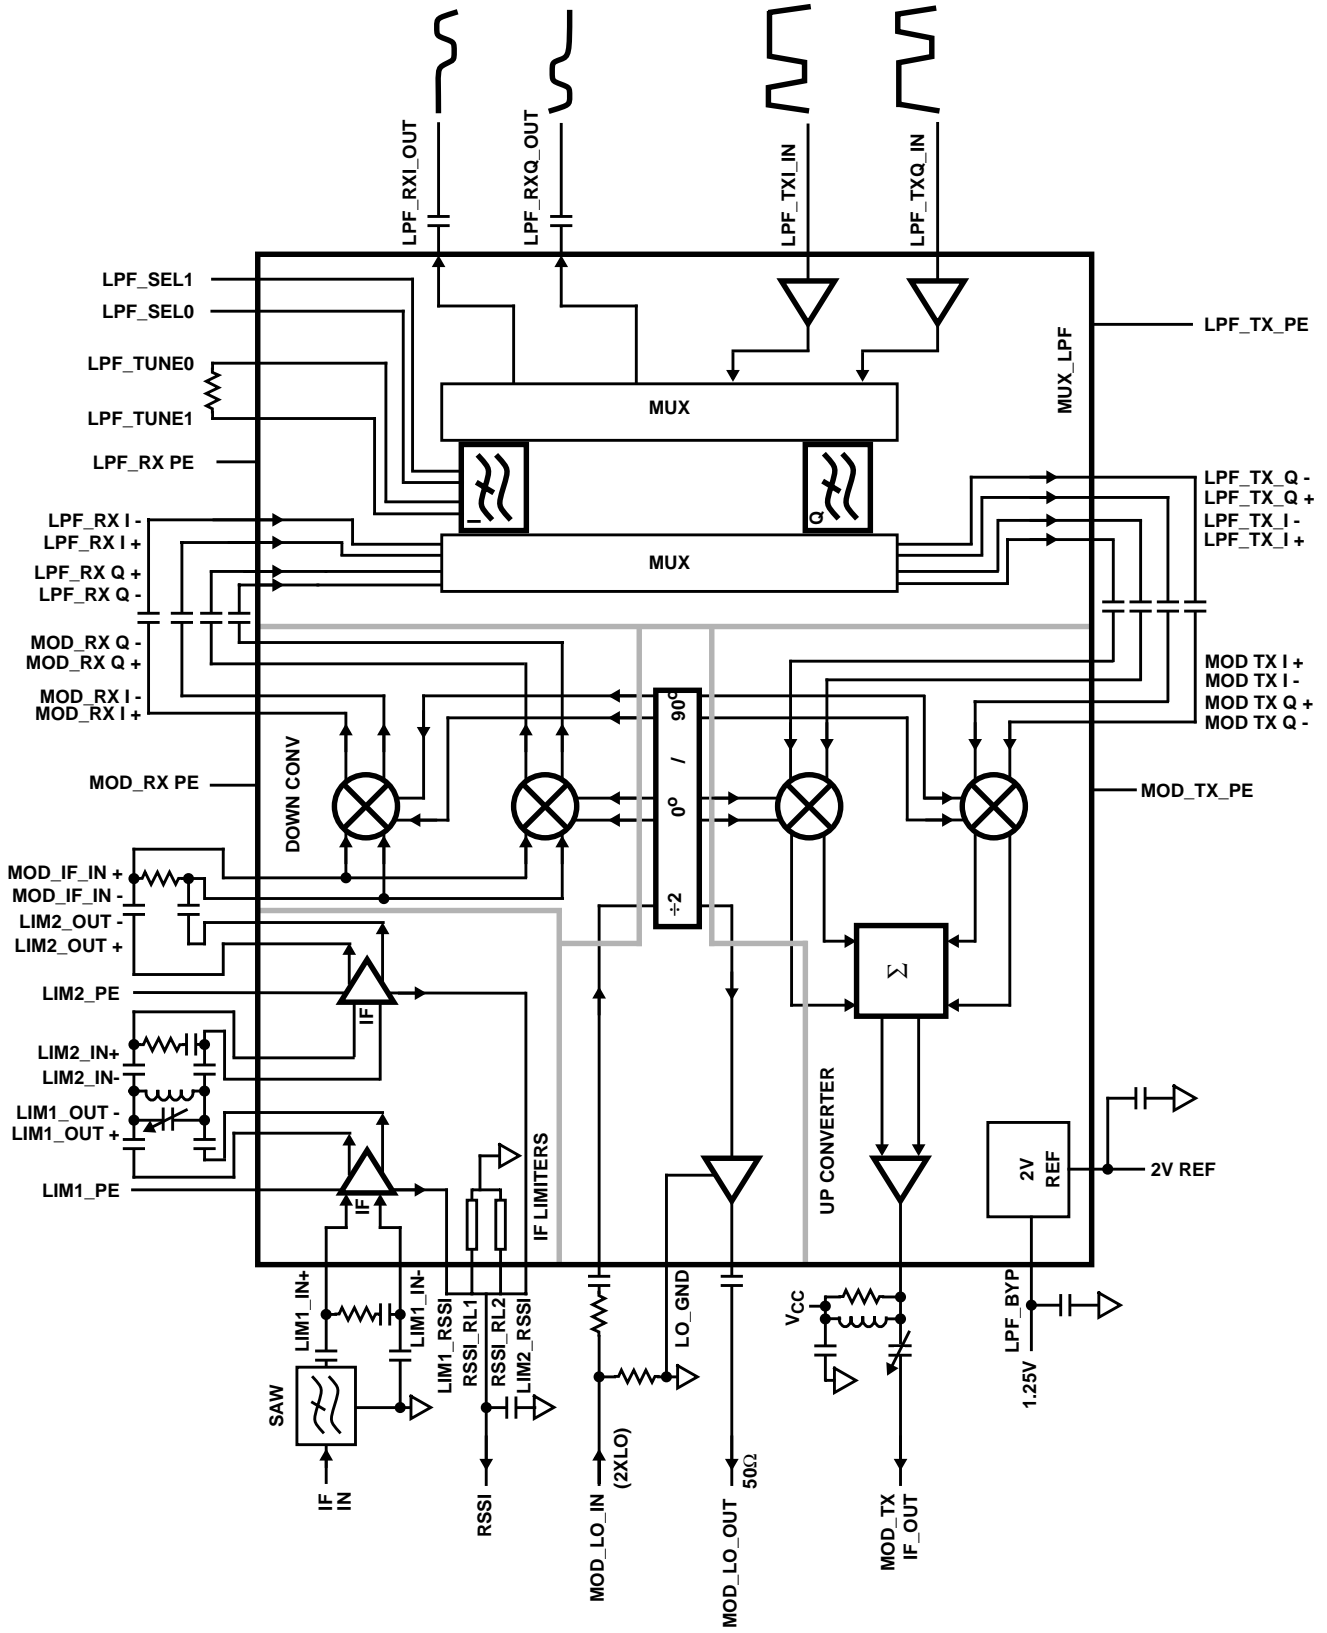 LPF_RXI_OUT
LPF_RXQ_OUT
LPF_TXI_IN
LPF_TXQ_IN
LPF_SEL1
LPF_SEL0
LPF_TUNE0
LPF_TUNE1
LPF_RX PE
LPF_RX I -
LPF_RX I +
LPF_RX Q +
LPF_RX Q -
MOD_RX Q -
MOD_RX Q +
MOD_RX I -
MOD_RX I +
MOD_RX PE
MOD_IF_IN +
MOD_IF_IN -
LIM2_OUT -
LIM2_OUT +
LIM2_PE
LIM2_IN+
LIM2_IN-
LIM1_OUT -
LIM1_OUT +
LIM1_PE
MUX
I
Q
MUX
MUX_LPF
DOWN CONV
90o
/
0o
÷2
IF
IF
IF LIMITERS
Σ
UP CONVERTER
2V
REF
LPF_TX_PE
LPF_TX_Q -
LPF_TX_Q +
LPF_TX_I -
LPF_TX_I +
MOD TX I +
MOD TX I -
MOD TX Q +
MOD TX Q -
MOD_TX_PE
2V REF
LIM1_IN+
LIM1_IN-
LIM1_RSSI
RSSI_RL1
RSSI_RL2
LIM2_RSSI
LO_GND
VCC
LPF_BYP
1.25V
SAW
IF
IN
RSSI
MOD_LO_IN
(2XLO)
MOD_LO_OUT
50Ω
MOD_TX
IF_OUT